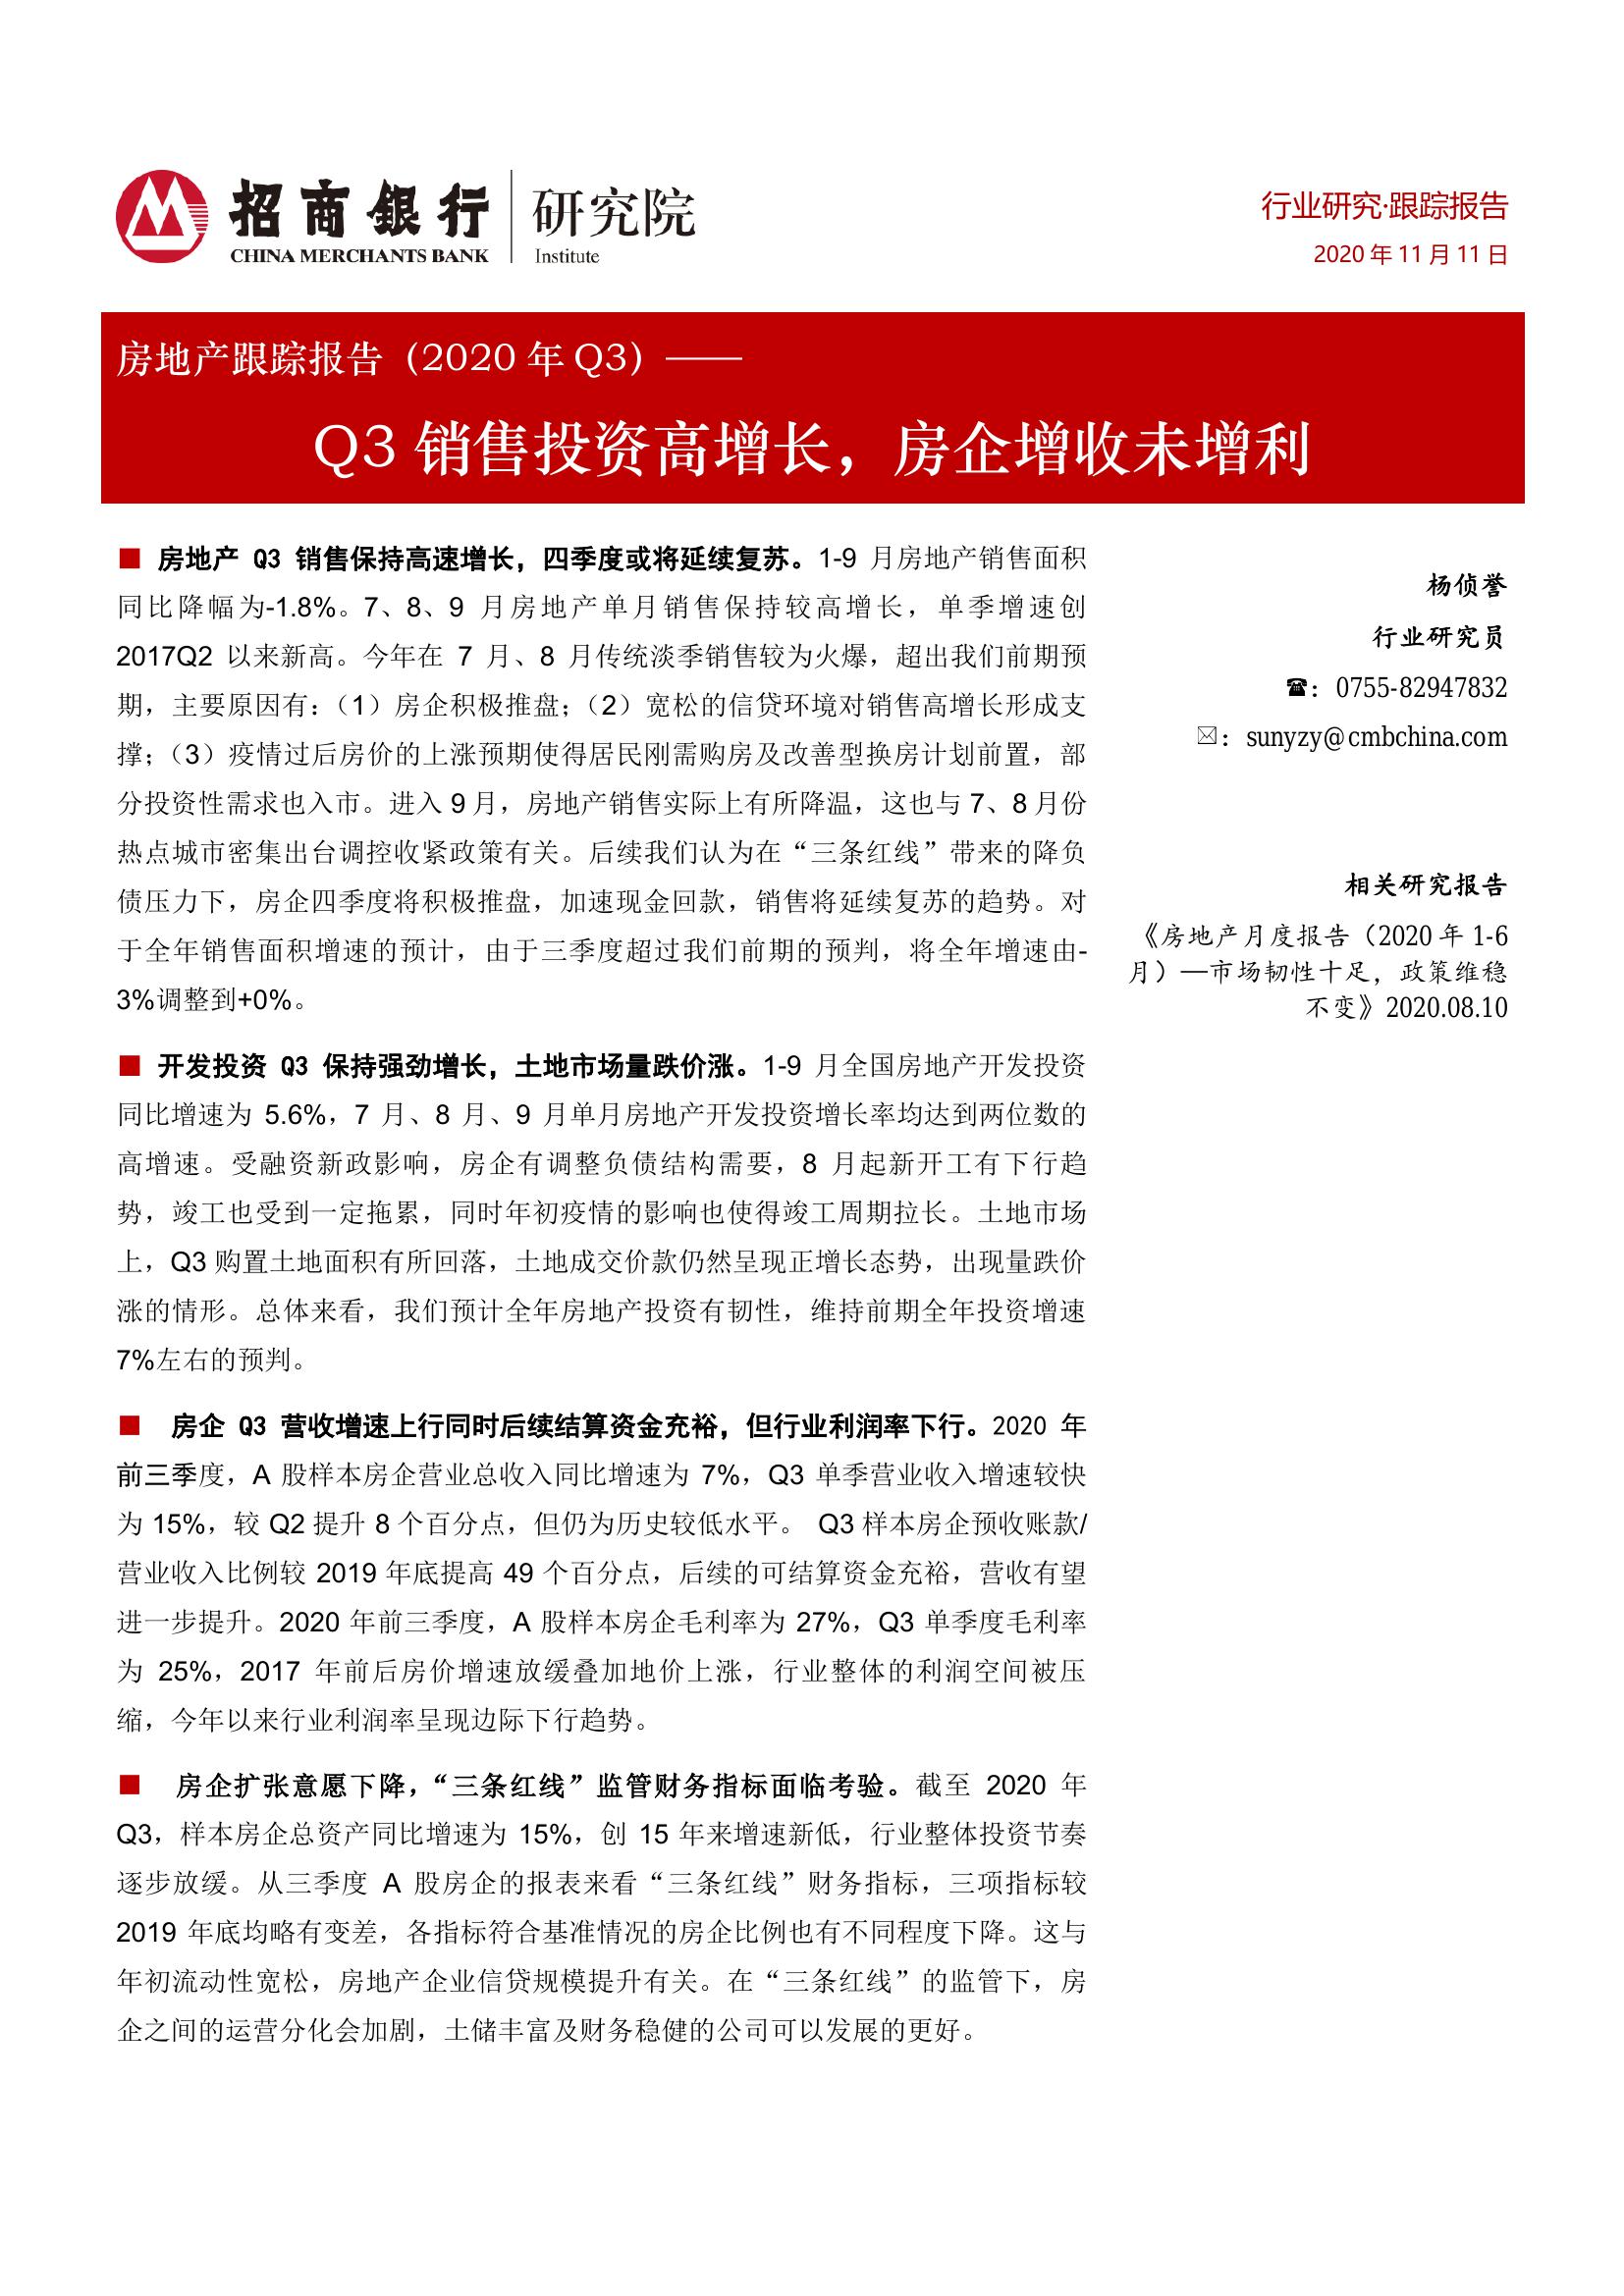 招商銀行
CHINA MERCHANTS BANK
研究院
Institute
行业研究·跟踪报告
2020 年 11 月 11 日
房地产跟踪报告（2020 年 Q3）——
Q3 销售投资高增长，房企增收未增利
■ 房地产 Q3 销售保持高速增长，四季度或将延续复苏。1-9 月房地产销售面积
同比降幅为-1.8%。7、8、9 月房地产单月销售保持较高增长，单季增速创
2017Q2 以来新高。今年在 7 月、8 月传统淡季销售较为火爆，超出我们前期预
期，主要原因有：（1）房企积极推盘；（2）宽松的信贷环境对销售高增长形成支
撑；（3）疫情过后房价的上涨预期使得居民刚需购房及改善型换房计划前置，部
分投资性需求也入市。进入 9 月，房地产销售实际上有所降温，这也与 7、8 月份
热点城市密集出台调控收紧政策有关。后续我们认为在“三条红线”带来的降负
债压力下，房企四季度将积极推盘，加速现金回款，销售将延续复苏的趋势。对
于全年销售面积增速的预计，由于三季度超过我们前期的预判，将全年增速由-
3%调整到+0%。
■ 开发投资 Q3 保持强劲增长，土地市场量跌价涨。1-9 月全国房地产开发投资
同比增速为 5.6%，7 月、8 月、9 月单月房地产开发投资增长率均达到两位数的
高增速。受融资新政影响，房企有调整负债结构需要，8 月起新开工有下行趋
势，竣工也受到一定拖累，同时年初疫情的影响也使得竣工周期拉长。土地市场
上，Q3 购置土地面积有所回落，土地成交价款仍然呈现正增长态势，出现量跌价
涨的情形。总体来看，我们预计全年房地产投资有韧性，维持前期全年投资增速
7%左右的预判。
■ 房企 Q3 营收增速上行同时后续结算资金充裕，但行业利润率下行。2020 年
前三季度，A 股样本房企营业总收入同比增速为 7%，Q3 单季营业收入增速较快
为 15%，较 Q2 提升 8 个百分点，但仍为历史较低水平。 Q3 样本房企预收账款/
营业收入比例较 2019 年底提高 49 个百分点，后续的可结算资金充裕，营收有望
进一步提升。2020 年前三季度，A 股样本房企毛利率为 27%，Q3 单季度毛利率
为 25%，2017 年前后房价增速放缓叠加地价上涨，行业整体的利润空间被压
缩，今年以来行业利润率呈现边际下行趋势。
■ 房企扩张意愿下降，“三条红线”监管财务指标面临考验。截至 2020 年
Q3，样本房企总资产同比增速为 15%，创 15 年来增速新低，行业整体投资节奏
逐步放缓。从三季度 A 股房企的报表来看“三条红线”财务指标，三项指标较
2019 年底均略有变差，各指标符合基准情况的房企比例也有不同程度下降。这与
年初流动性宽松，房地产企业信贷规模提升有关。在“三条红线”的监管下，房
企之间的运营分化会加剧，土储丰富及财务稳健的公司可以发展的更好。
杨侦誉
行业研究员
☎：0755-82947832
✉：sunyzy@cmbchina.com
相关研究报告
《房地产月度报告（2020 年 1-6
月）—市场韧性十足，政策维稳
不变》2020.08.10